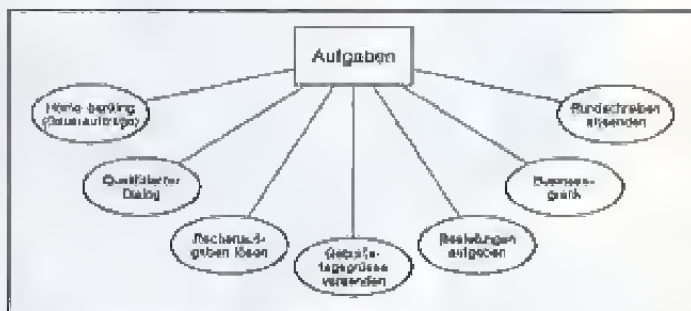 Aufgaben
Home-banking
(Daueraufträge)
Rundschreiben
absenden
Qualifizierter
Dialog
Business-
grafik
Rechenauf-
gaben lösen
Bestellungen
aufgeben
Geburts-
tagsgrüsse
versenden